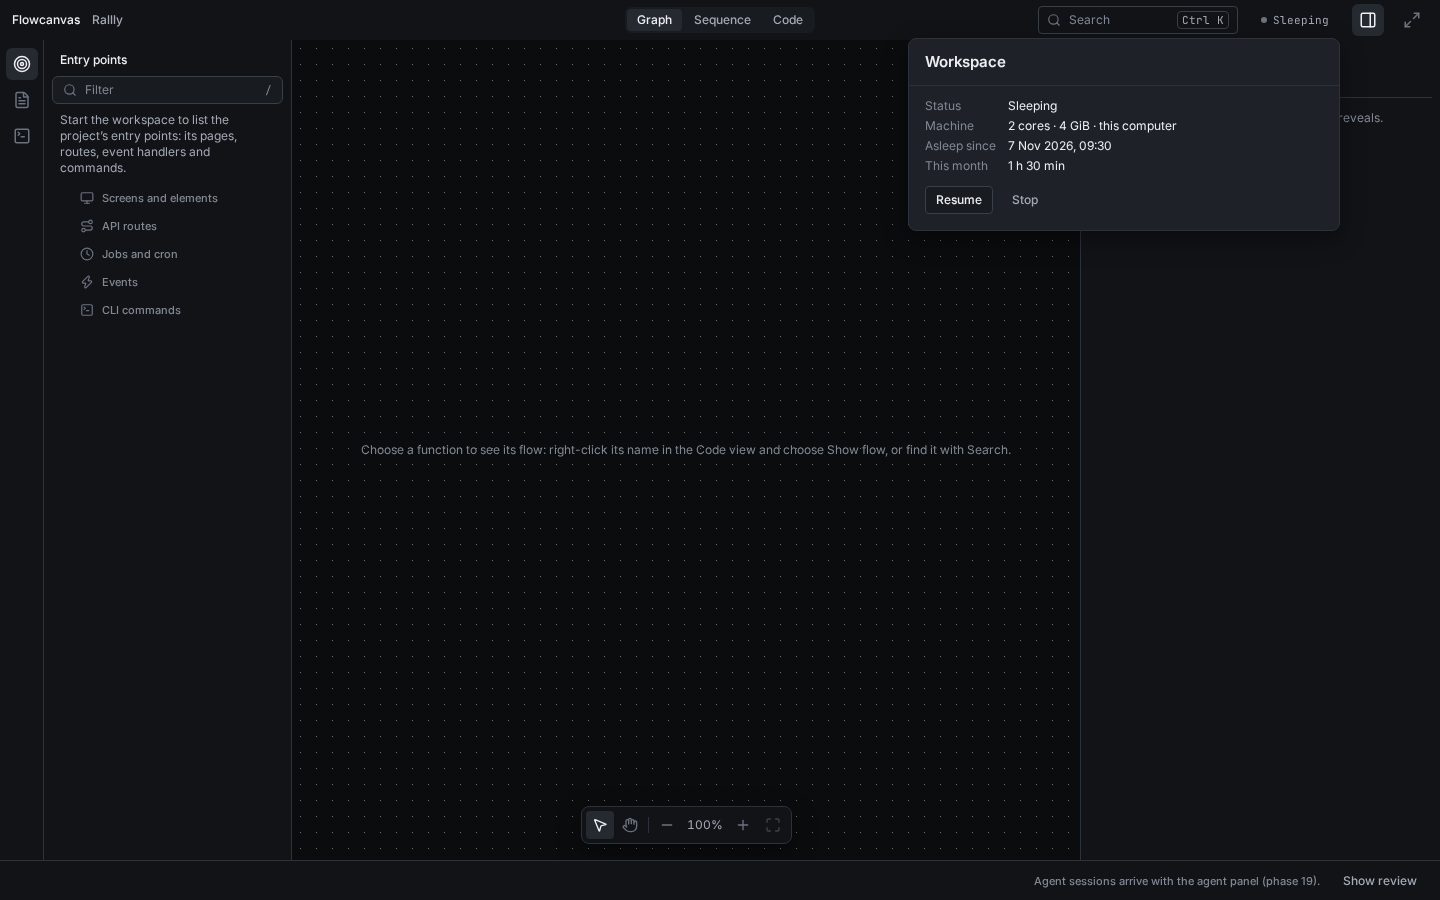 Flowcanvas Rallly
Graph Sequence Code
Search Ctrl K
Sleeping
Entry points
Filter /
Start the workspace to list the
project's entry points: its pages,
routes, event handlers and
commands.
Screens and elements
API routes
Jobs and cron
Events
CLI commands
Workspace
Status Sleeping
Machine 2 cores · 4 GiB · this computer
Asleep since 7 Nov 2026, 09:30
This month 1 h 30 min
Resume Stop
reveals.
Choose a function to see its flow: right-click its name in the Code view and choose Show flow, or find it with Search.
100%
Agent sessions arrive with the agent panel (phase 19). Show review